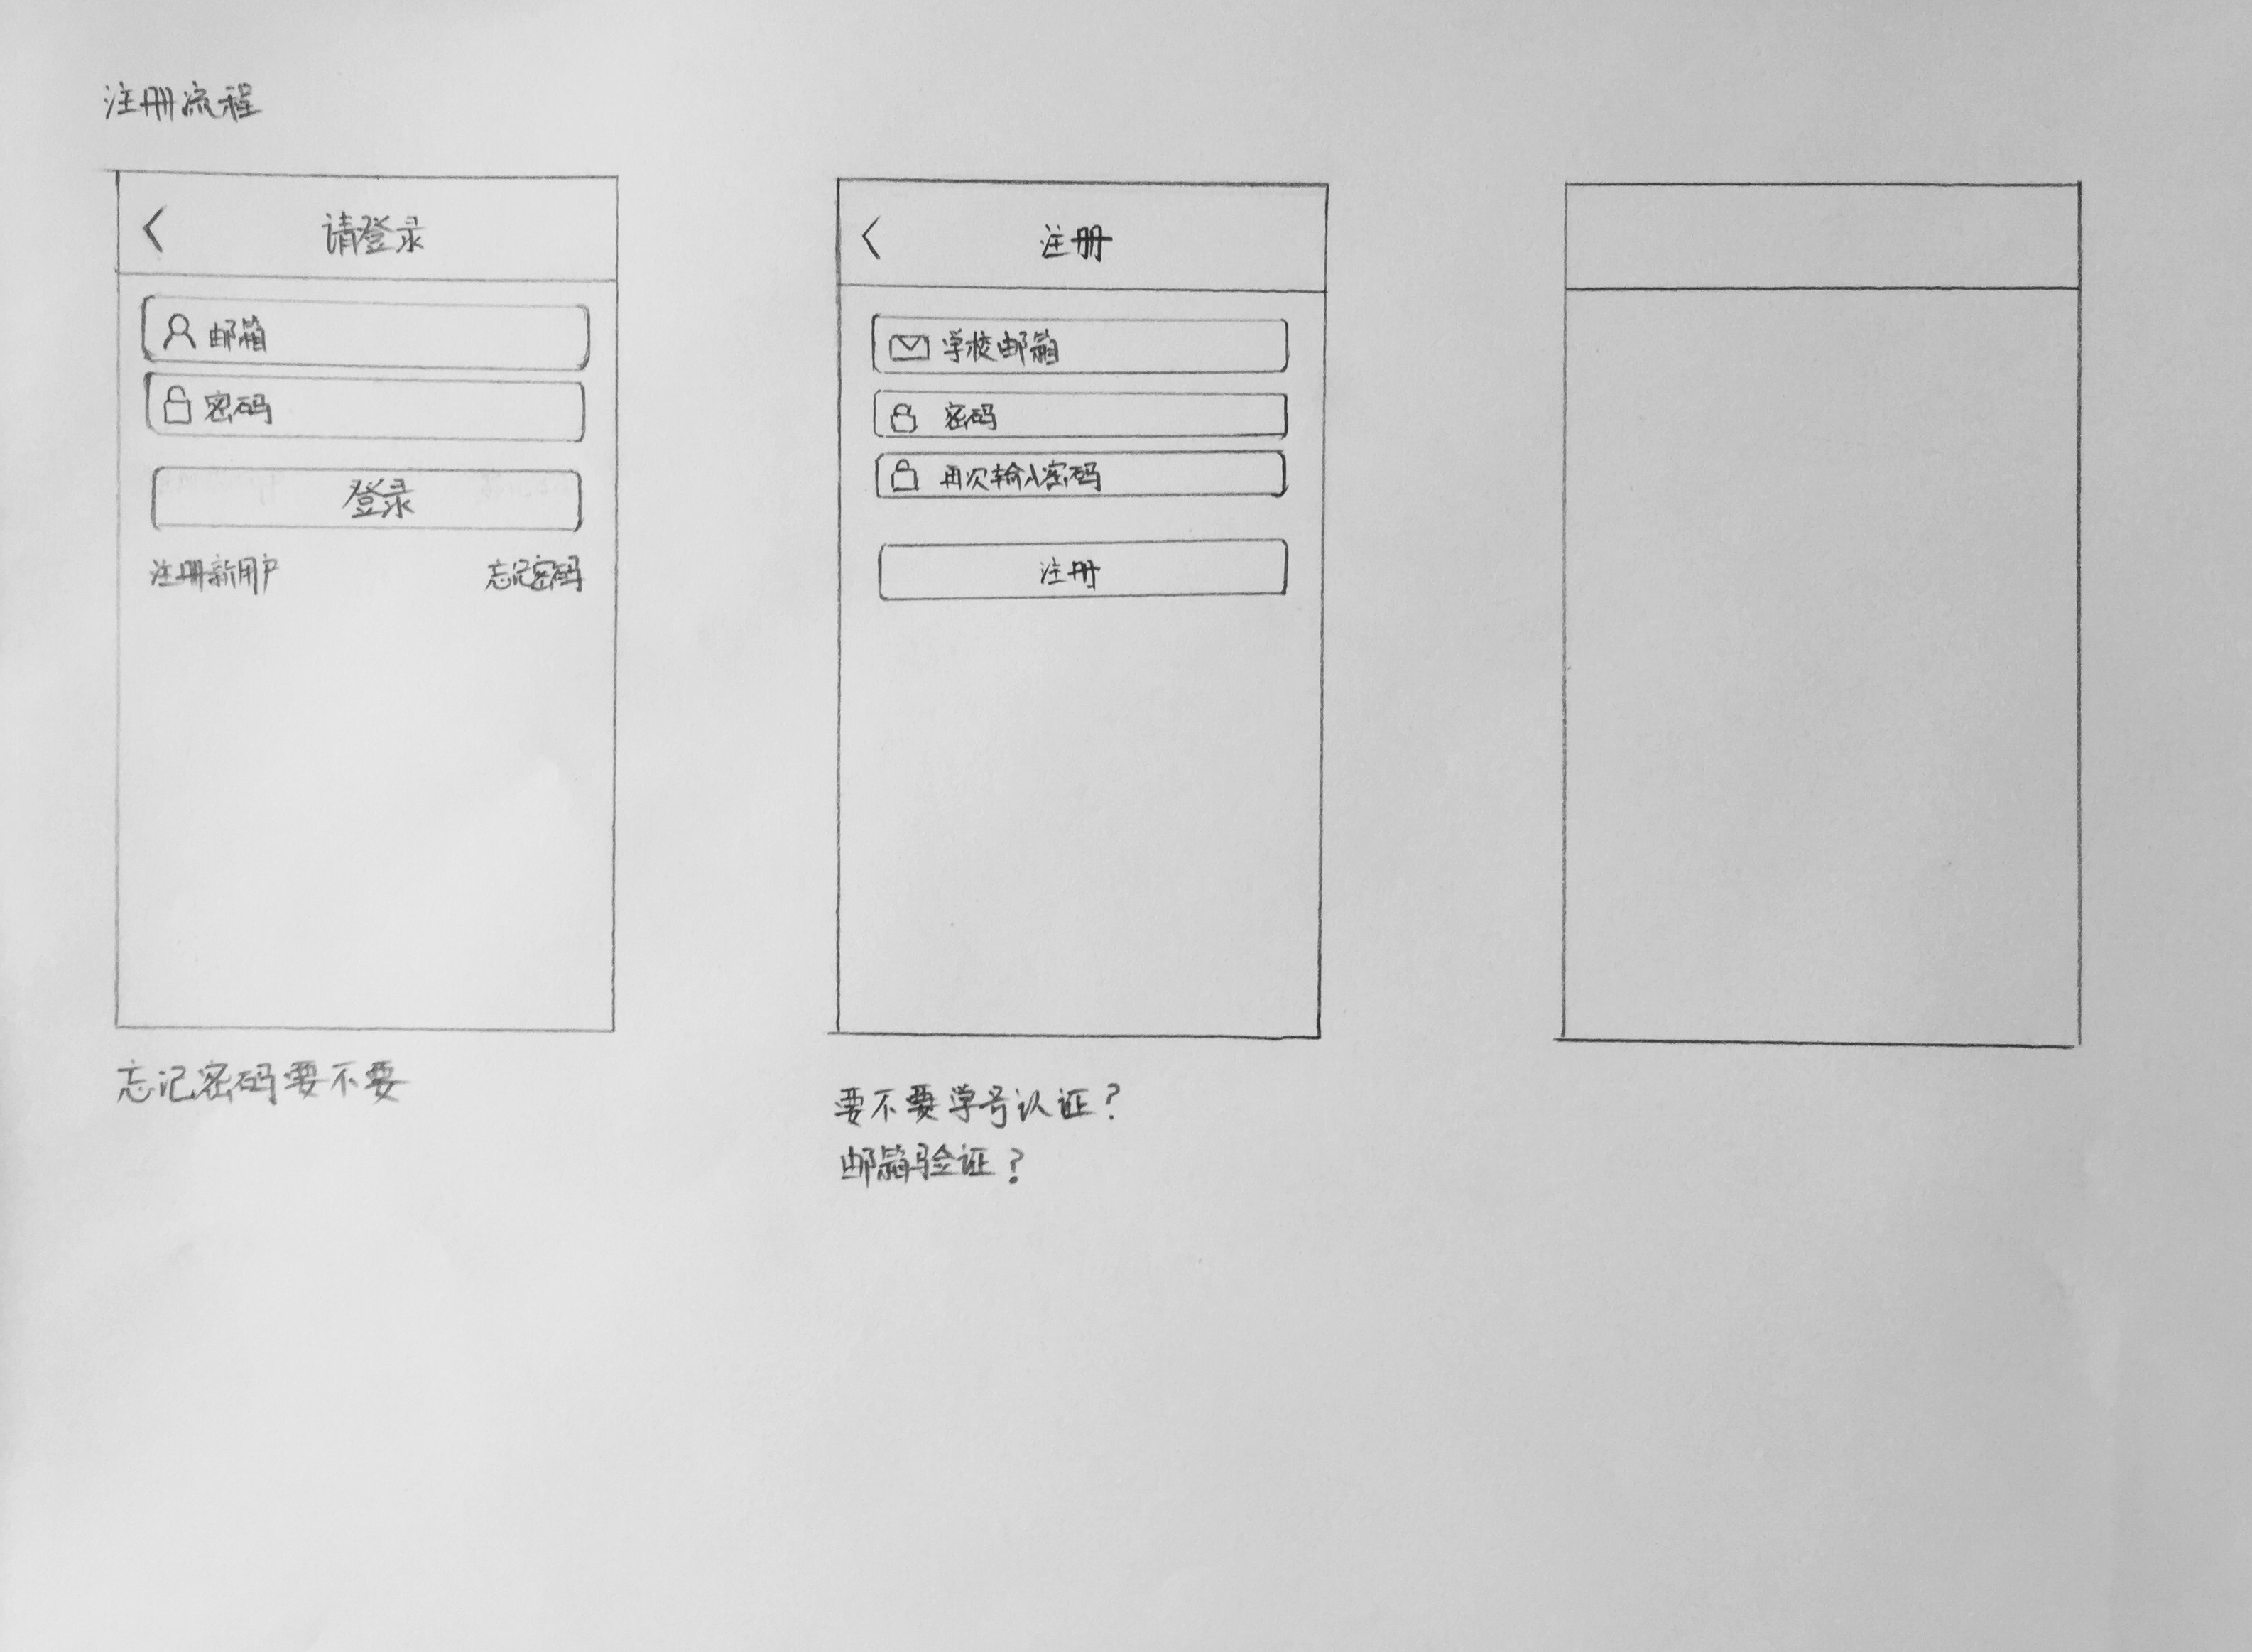 注册流程
请登录
邮箱
密码
登录
注册新用户 忘记密码
忘记密码要不要
注册
学校邮箱
密码
再次输入密码
注册
要不要学号认证？
邮箱验证？